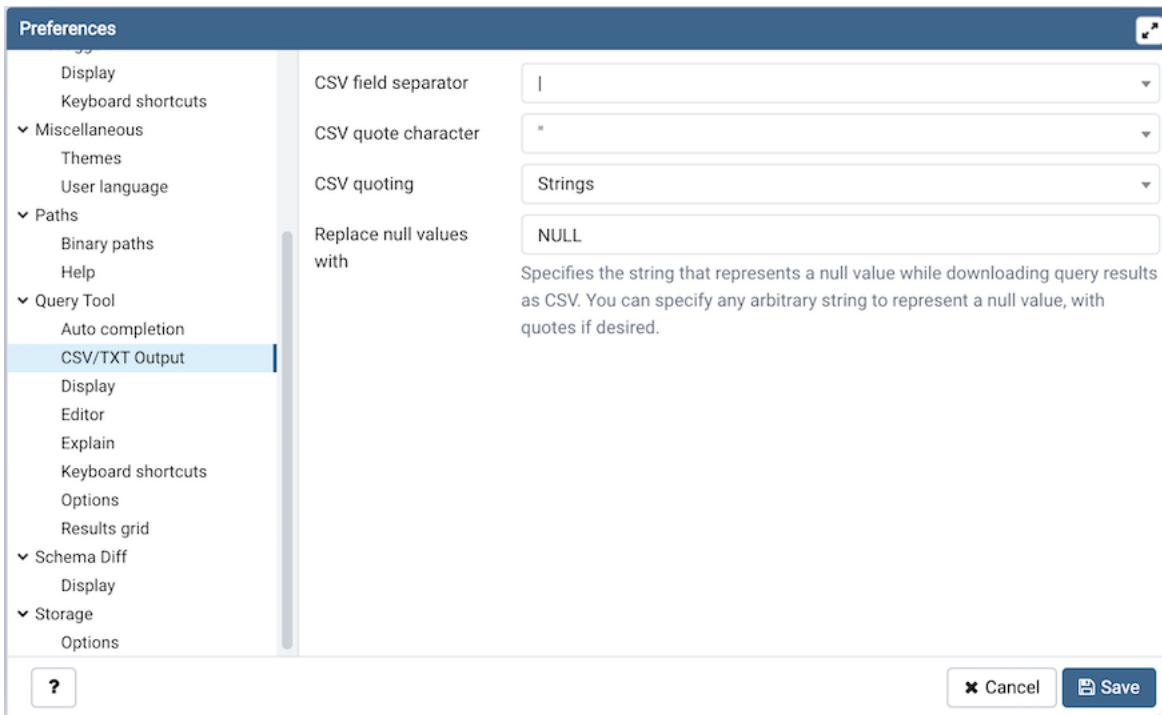 Preferences
Display
Keyboard shortcuts
Miscellaneous
Themes
User language
Paths
Binary paths
Help
Query Tool
Auto completion
CSV/TXT Output
Display
Editor
Explain
Keyboard shortcuts
Options
Results grid
Schema Diff
Display
Storage
Options
CSV field separator
|
CSV quote character
"
CSV quoting
Strings
Replace null values
with
NULL
Specifies the string that represents a null value while downloading query results
as CSV. You can specify any arbitrary string to represent a null value, with
quotes if desired.
?
Cancel
Save